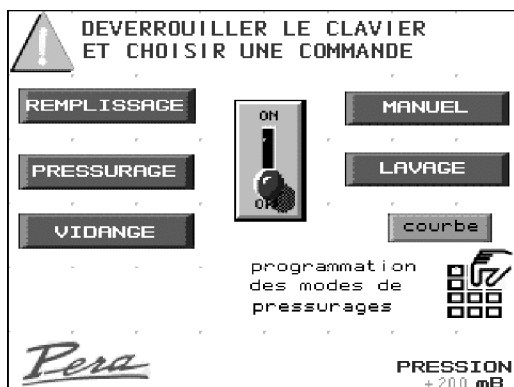 DEVERROUILLER LE CLAVIER
ET CHOISIR UNE COMMANDE
REMPLISSAGE
ON
MANUEL
PRESSURAGE
LAVAGE
OFF
VIDANGE
courbe
programmation
des modes de
pressurages
Pera
PRESSION
+200 mB